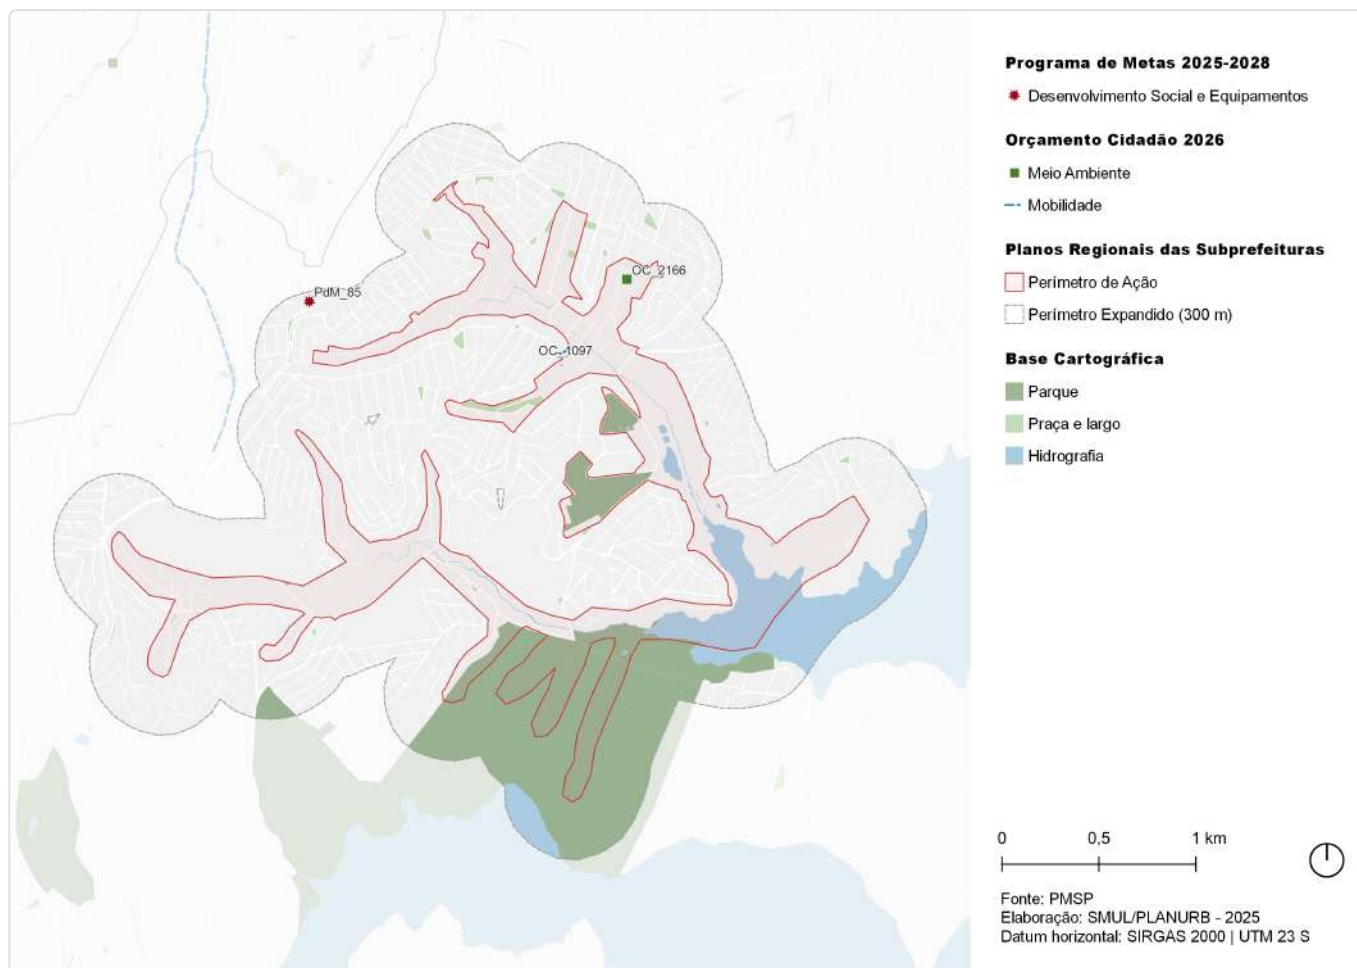 Programa de Metas 2025-2028
Desenvolvimento Social e Equipamentos
Orçamento Cidadão 2026
Meio Ambiente
Mobilidade
Planos Regionais das Subprefeituras
Perímetro de Ação
Perímetro Expandido (300 m)
Base Cartográfica
Parque
Praça e largo
Hidrografia
OC_2166
PdM_85
OC_1097
0 0,5 1 km
Fonte: PMSP
Elaboração: SMUL/PLANURB - 2025
Datum horizontal: SIRGAS 2000 | UTM 23 S